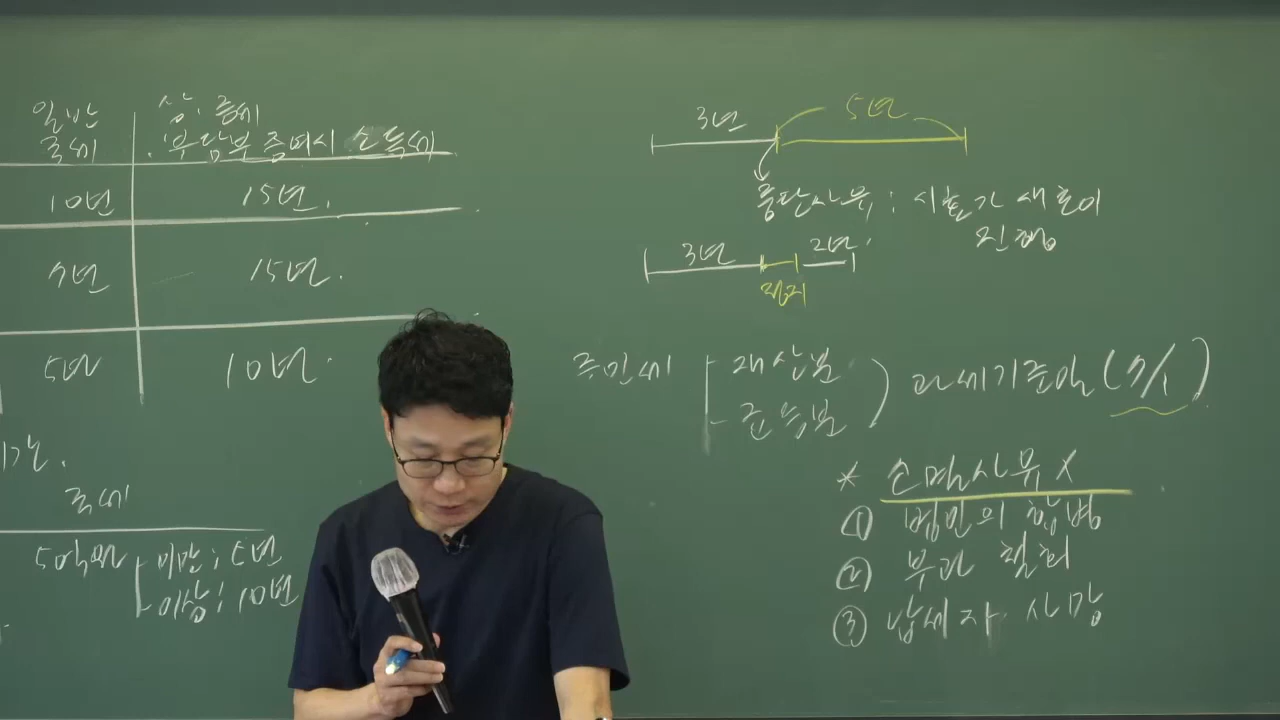 일반
국세
상·증세
·부담부 증여시 소득세
10년
15년.
7년
15년.
5년
10년.
국세
5억원
미만 : 5년
이상 : 10년
3년
5년
중단사유 : 시효가 새로이
진행
3년
2년
정지
주민세
재산분
균등분
과세기준일(7/1)
* 소멸사유 X
① 법인의 합병
② 부과 철회
③ 납세자 사망